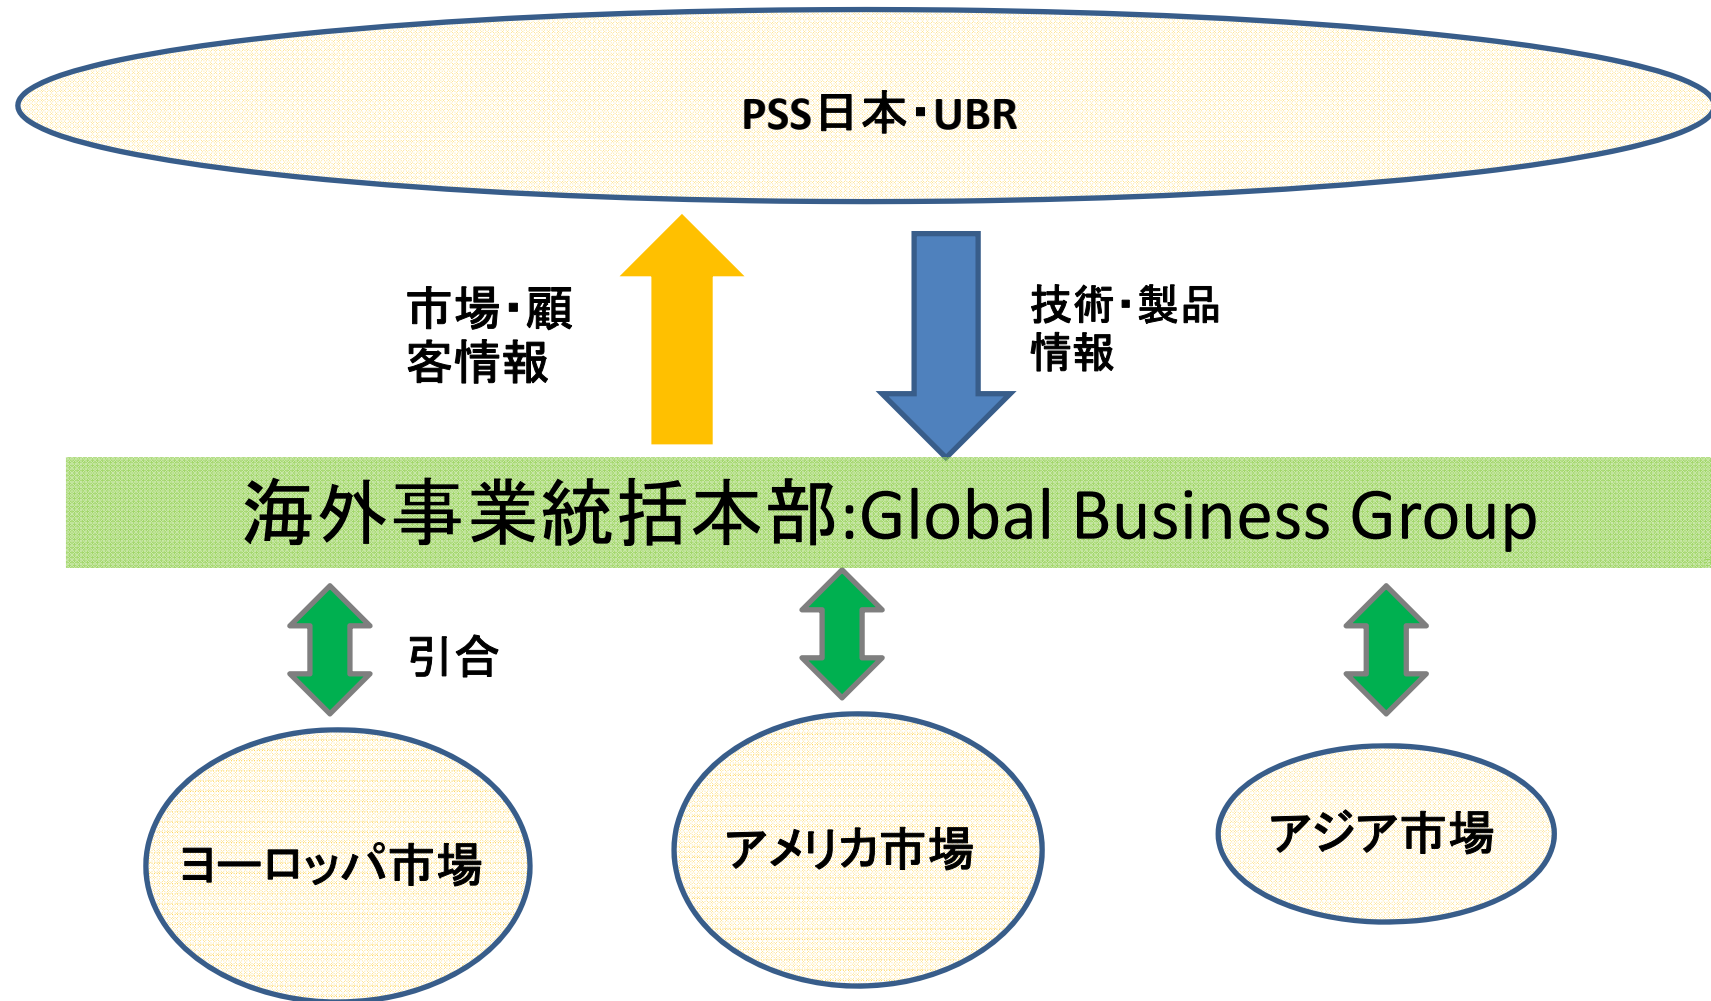 PSS日本・UBR
市場・顧
客情報
技術・製品
情報
海外事業統括本部:Global Business Group
引合
ヨーロッパ市場
アメリカ市場
アジア市場